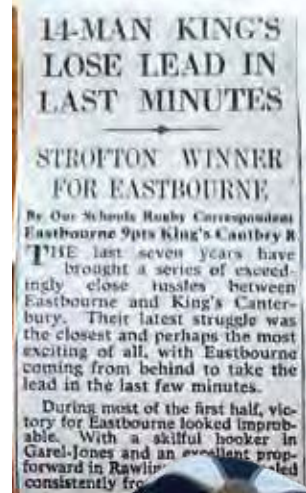 14-MAN KING'S
LOSE LEAD IN
LAST MINUTES
STROFTON WINNER
FOR EASTBOURNE
By Our Schools Rugby Correspondent
Eastbourne 9pts King's Cantbry 8
THE last seven years have
brought a series of exceed-
ingly close tussles between
Eastbourne and King's Canter-
bury. Their latest struggle was
the closest and perhaps the most
exciting of all, with Eastbourne
coming from behind to take the
lead in the last few minutes.
During most of the first half, vic-
tory for Eastbourne looked improb-
able. With a skilful hooker in
Garel-Jones and an excellent prop-
forward in
consistently